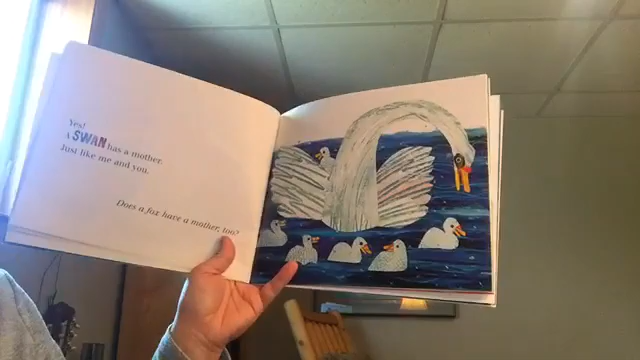 Yes!
A SWAN has a mother.
Just like me and you.
Does a fox have a mother, too?